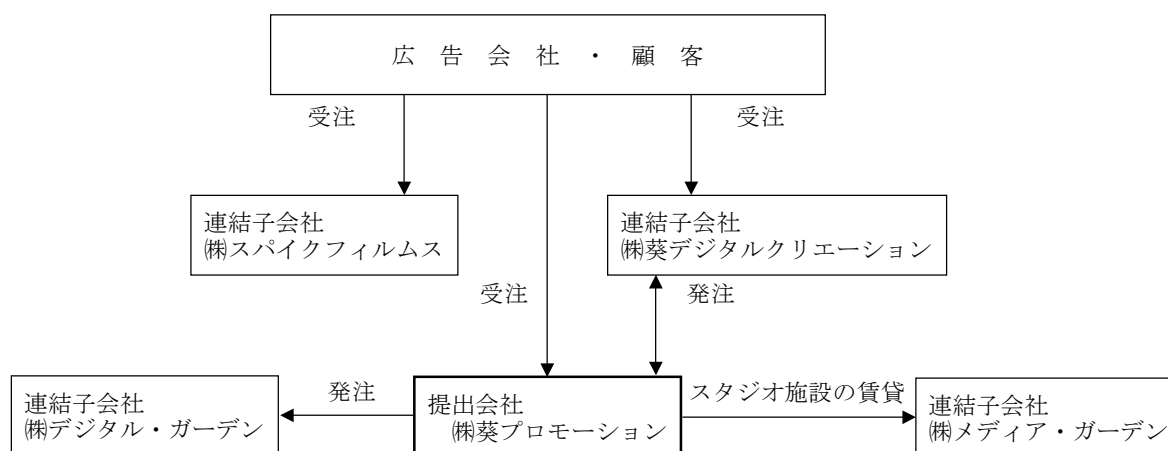 広告会社・顧客
受注
受注
連結子会社
㈱スパイクフィルムス
連結子会社
㈱葵デジタルクリエーション
受注
発注
連結子会社
㈱デジタル・ガーデン
発注
提出会社
㈱葵プロモーション
スタジオ施設の賃貸
連結子会社
㈱メディア・ガーデン